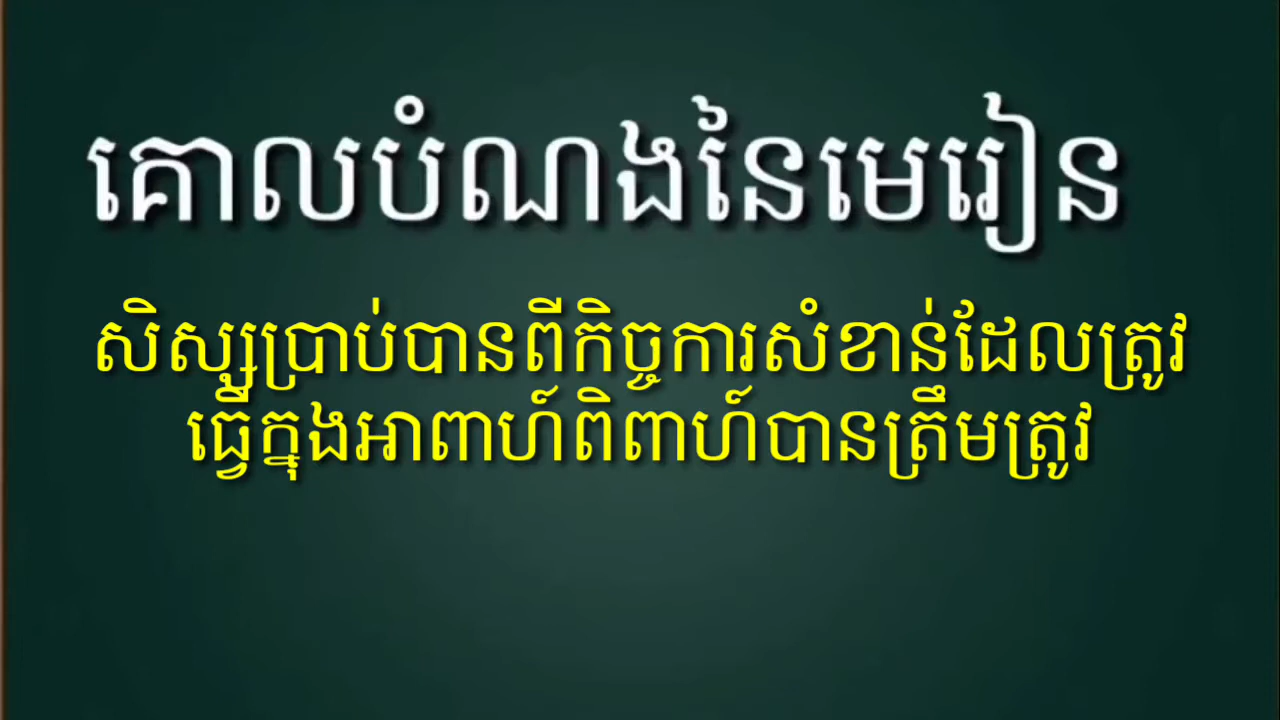 គោលបំណងនៃមេរៀន
សិស្សប្រាប់បានពីកិច្ចការសំខាន់ដែលត្រូវ
ធ្វើក្នុងអាពាហ៍ពិពាហ៍បានត្រឹមត្រូវ